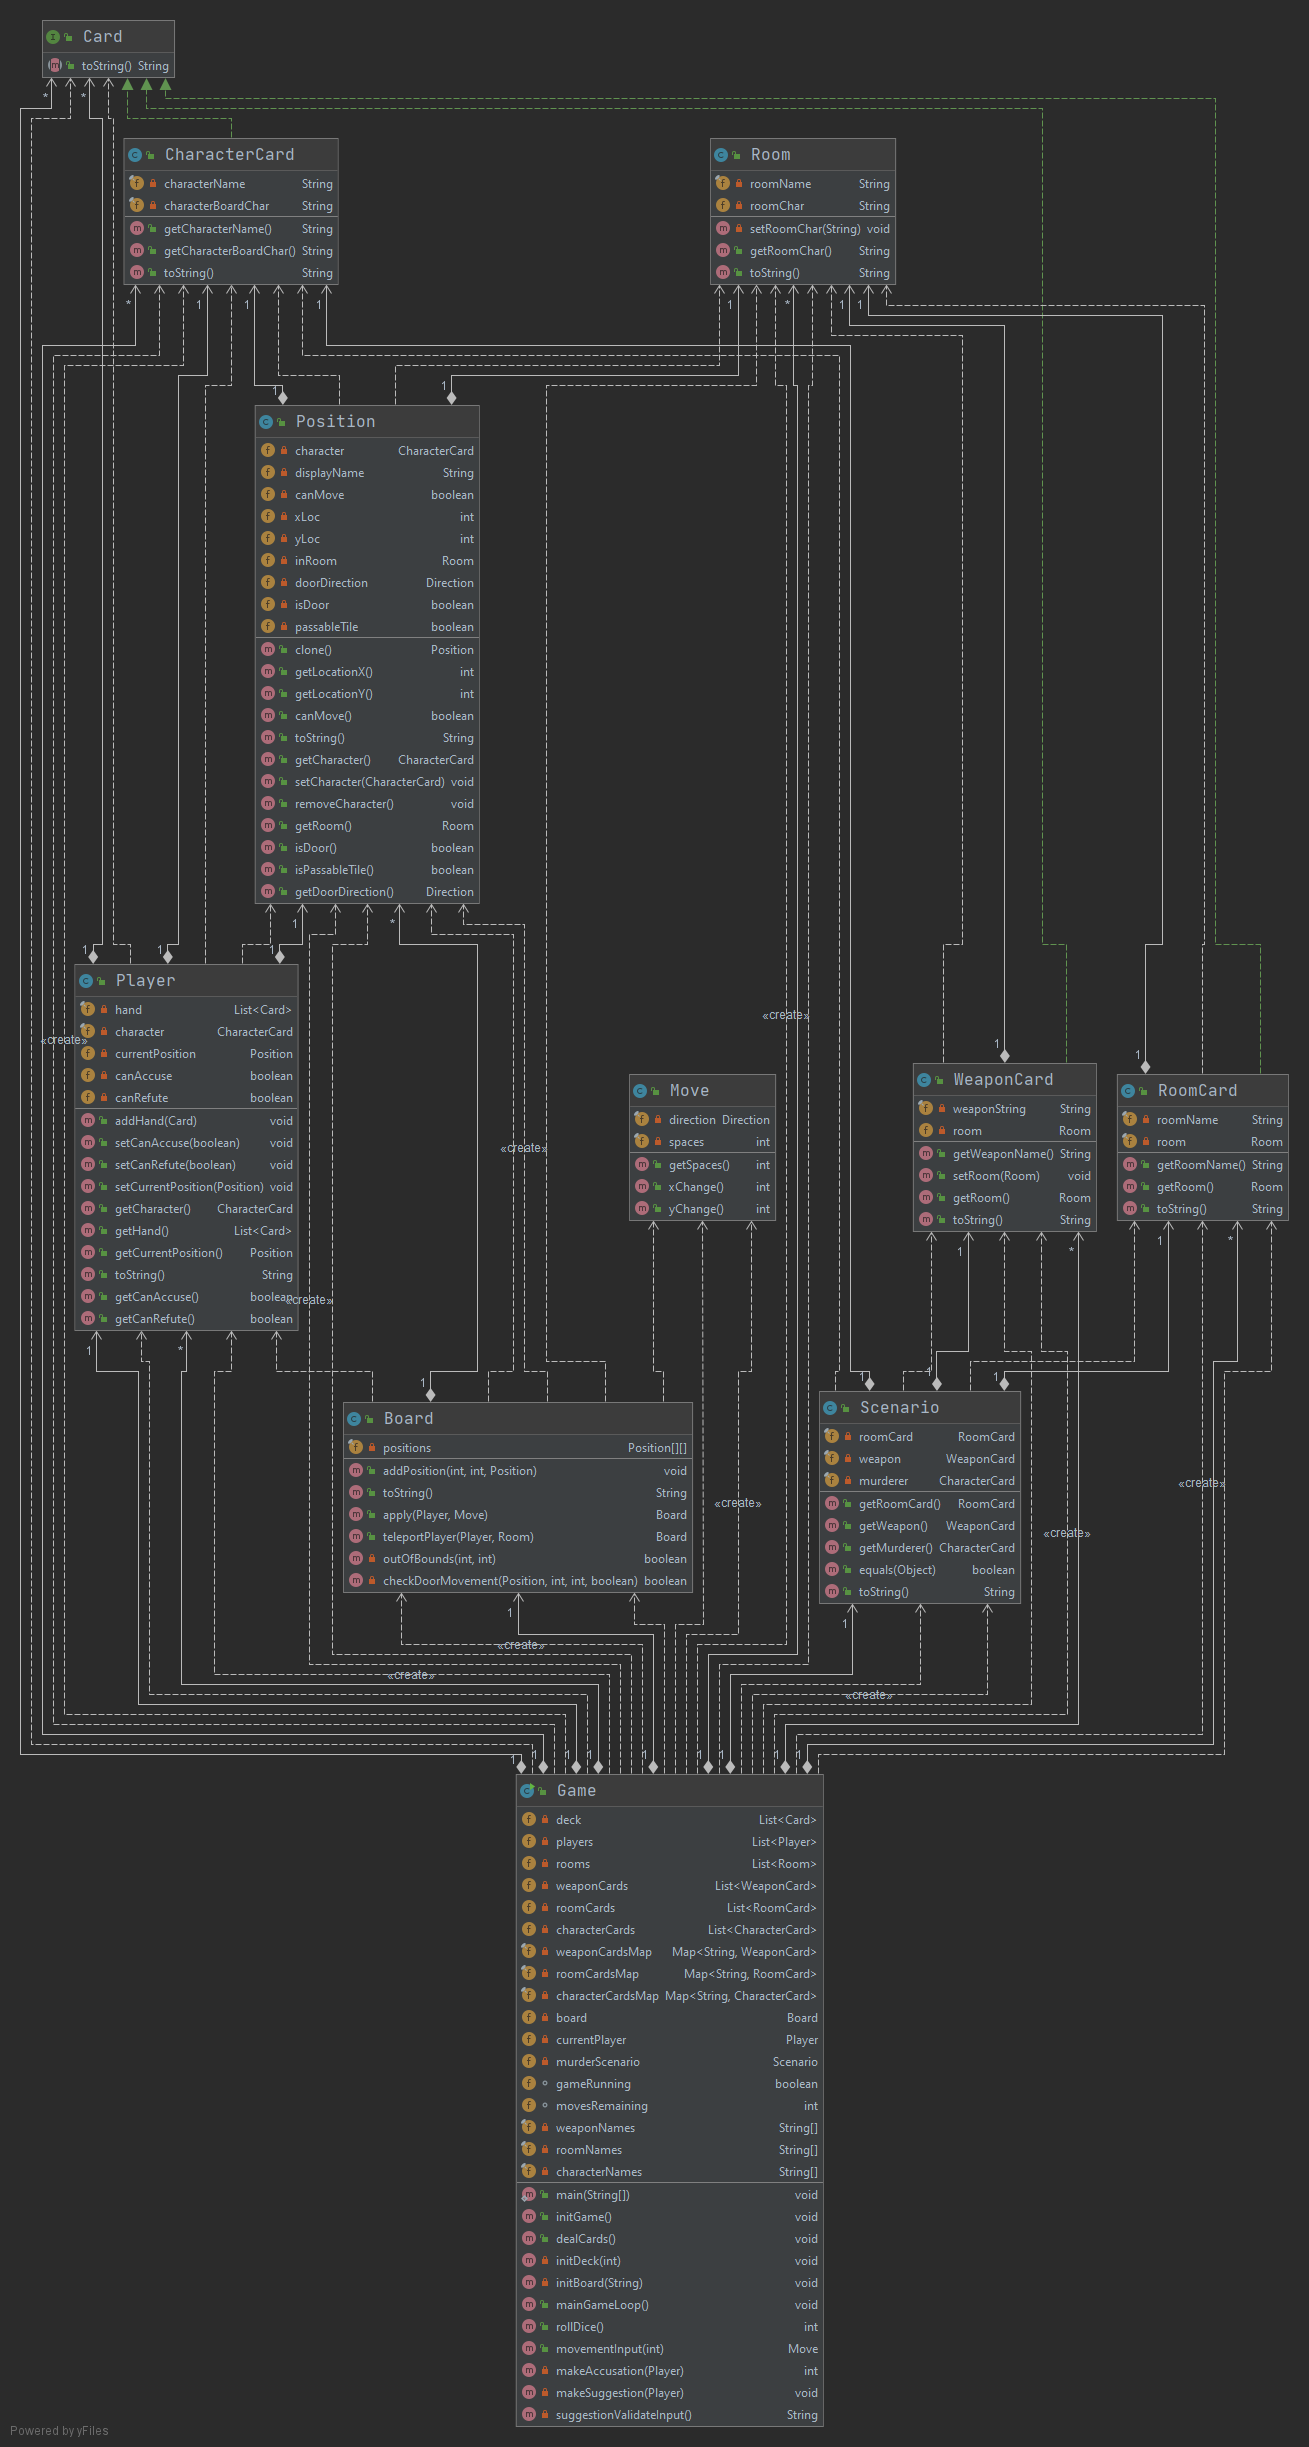 Card
toString() String
*
*
CharacterCard
characterName String
characterBoardChar String
getCharacterName() String
getCharacterBoardChar() String
toString() String
Room
roomName String
roomChar String
setRoomChar(String) void
getRoomChar() String
toString() String
* 1 1 1
1 * 1 1
1
1
Position
character CharacterCard
displayName String
canMove boolean
xLoc int
yLoc int
inRoom Room
doorDirection Direction
isDoor boolean
passableTile boolean
clone() Position
getLocationX() int
getLocationY() int
canMove() boolean
toString() String
getCharacter() CharacterCard
setCharacter(CharacterCard) void
removeCharacter() void
getRoom() Room
isDoor() boolean
isPassableTile() boolean
getDoorDirection() Direction
1 *
1 1 1
Player
hand List<Card>
character CharacterCard
currentPosition Position
canAccuse boolean
canRefute boolean
addHand(Card) void
setCanAccuse(boolean) void
setCanRefute(boolean) void
setCurrentPosition(Position) void
getCharacter() CharacterCard
getHand() List<Card>
getCurrentPosition() Position
toString() String
getCanAccuse() boolean
getCanRefute() boolean
«create»
«create»
«create»
«create»
1 *
Move
direction Direction
spaces int
getSpaces() int
xChange() int
yChange() int
1
WeaponCard
weaponString String
room Room
getWeaponName() String
setRoom(Room) void
getRoom() Room
toString() String
1 *
1
RoomCard
roomName String
room Room
getRoomName() String
getRoom() Room
toString() String
1 *
1
Board
positions Position[][]
addPosition(int, int, Position) void
toString() String
apply(Player, Move) Board
teleportPlayer(Player, Room) Board
outOfBounds(int, int) boolean
checkDoorMovement(Position, int, int, boolean) boolean
1
1 1 1
Scenario
roomCard RoomCard
weapon WeaponCard
murderer CharacterCard
getRoomCard() RoomCard
getWeapon() WeaponCard
getMurderer() CharacterCard
equals(Object) boolean
toString() String
1
«create»
«create»
«create»
«create»
«create»
«create»
1 1 1 1 1 1 1 1 1
Game
deck List<Card>
players List<Player>
rooms List<Room>
weaponCards List<WeaponCard>
roomCards List<RoomCard>
characterCards List<CharacterCard>
weaponCardsMap Map<String, WeaponCard>
roomCardsMap Map<String, RoomCard>
characterCardsMap Map<String, CharacterCard>
board Board
currentPlayer Player
murderScenario Scenario
gameRunning boolean
movesRemaining int
weaponNames String[]
roomNames String[]
characterNames String[]
main(String[]) void
initGame() void
dealCards() void
initDeck(int) void
initBoard(String) void
mainGameLoop() void
rollDice() int
movementInput(int) Move
makeAccusation(Player) int
makeSuggestion(Player) void
suggestionValidateInput() String
Powered by yFiles